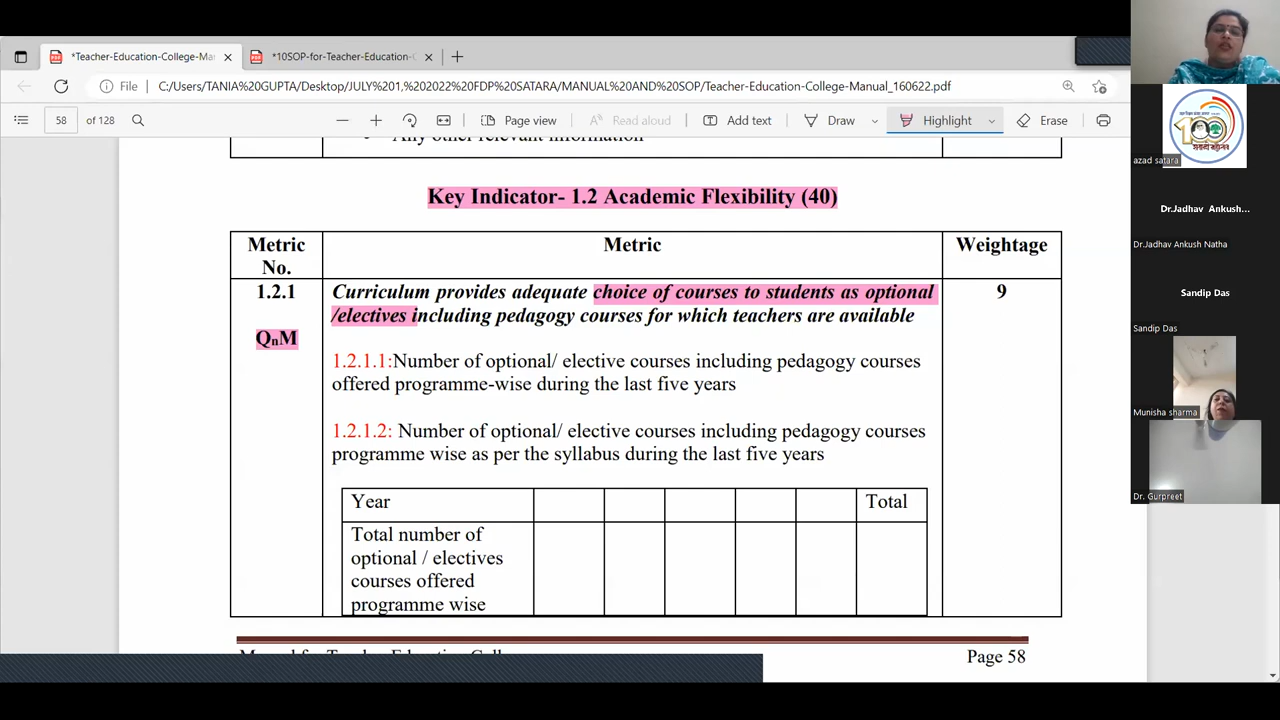 *Teacher-Education-College-Ma
*10SOP-for-Teacher-Education-
File
C:/Users/TANIA%20GUPTA/Desktop/JULY%201,%202022%20FDP%20SATARA/MANUAL%20AND%20SOP/Teacher-Education-College-Manual_160622.pdf
58 of 128
Page view
Read aloud
Add text
Draw
Highlight
Erase
Any other relevant information
Key Indicator- 1.2 Academic Flexibility (40)
Metric No.
Metric
Weightage
1.2.1
QnM
Curriculum provides adequate choice of courses to students as optional
/electives including pedagogy courses for which teachers are available
9
1.2.1.1:Number of optional/ elective courses including pedagogy courses
offered programme-wise during the last five years
1.2.1.2: Number of optional/ elective courses including pedagogy courses
programme wise as per the syllabus during the last five years
Year
Total
Total number of
optional / electives
courses offered
programme wise
Page 58
azad satara
Dr.Jadhav Ankush...
Dr.Jadhav Ankush Natha
Sandip Das
Sandip Das
Munisha sharma
Dr. Gurpreet